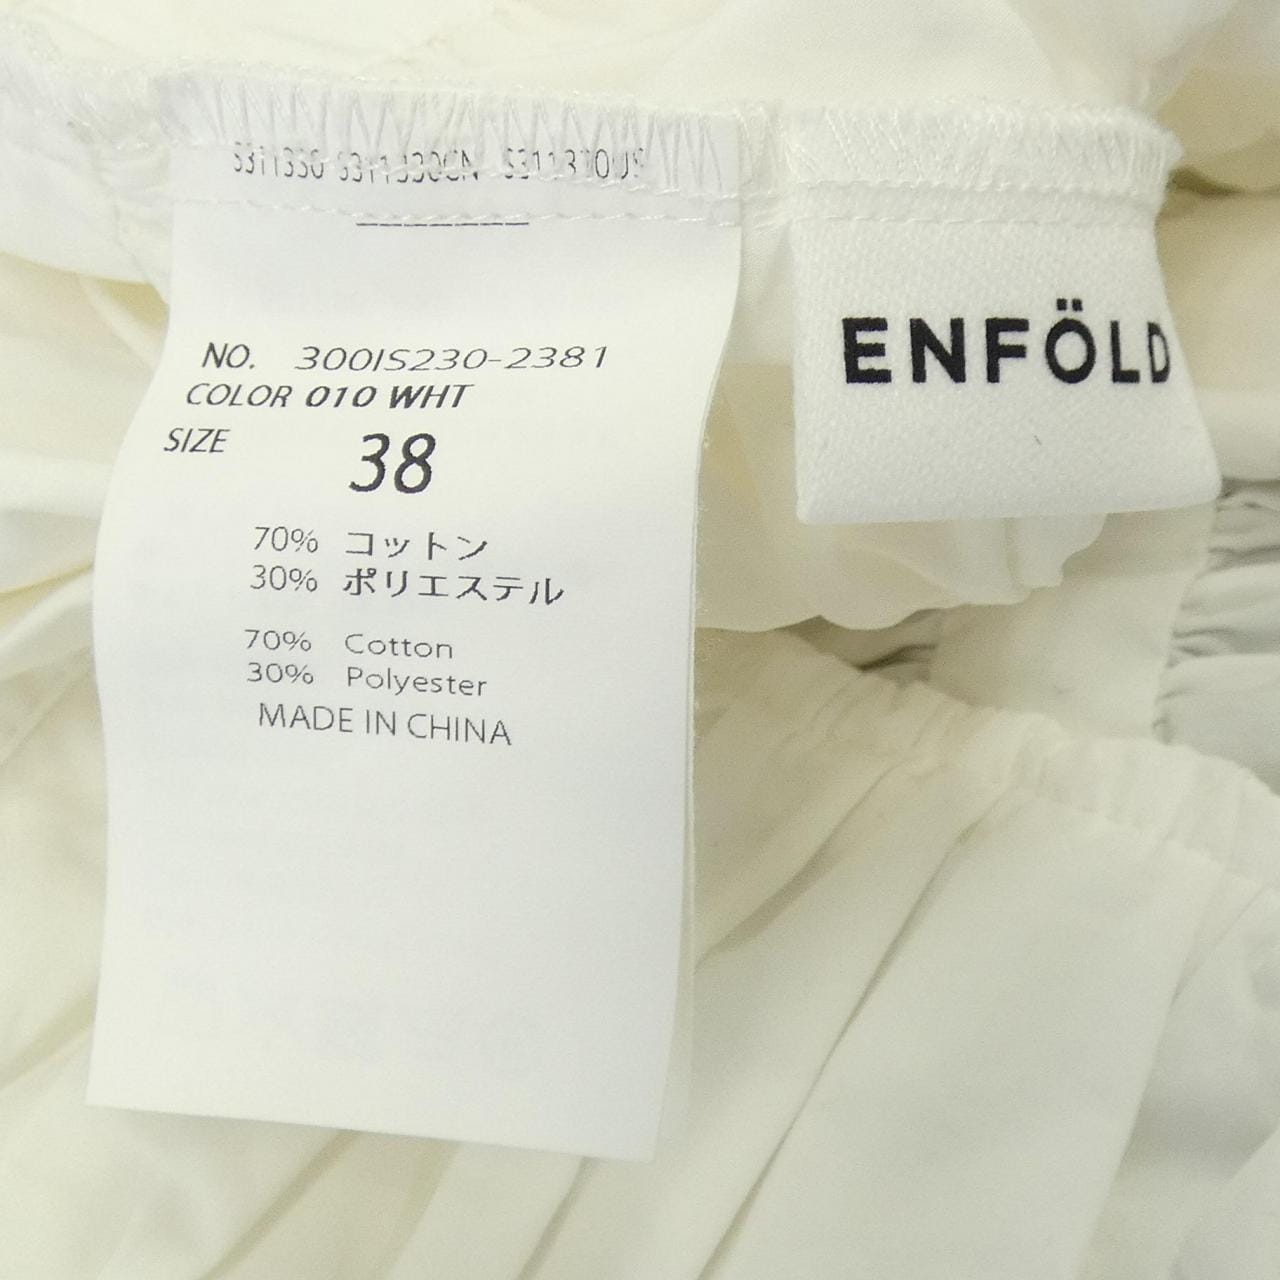 ENFÖLD
NO. 300IS230-2381
COLOR 010 WHT
SIZE 38
70% コットン
30% ポリエステル
70% Cotton
30% Polyester
MADE IN CHINA